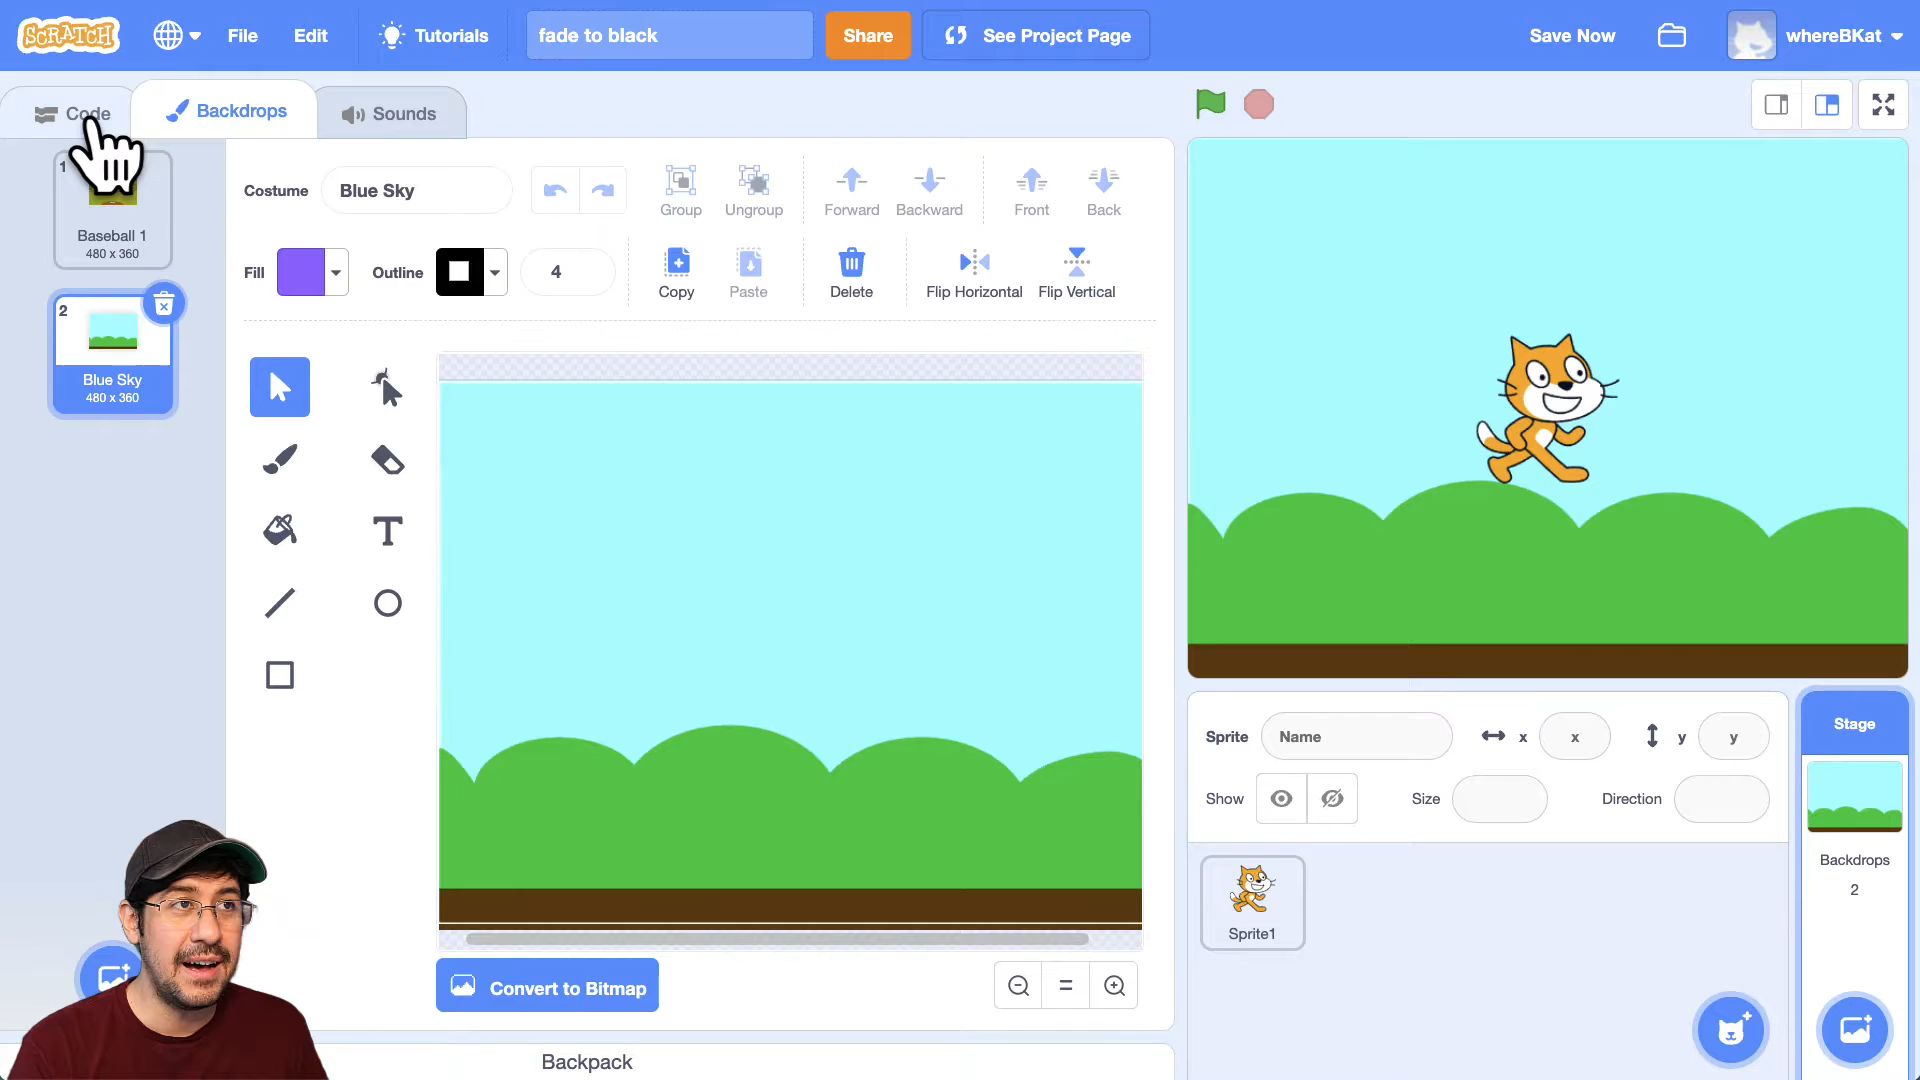 SCRATCH File Edit Tutorials fade to black Share See Project Page Save Now whereBKat
Code Backdrops Sounds
1
Baseball 1
480 x 360
2
Blue Sky
480 x 360
Costume Blue Sky Group Ungroup Forward Backward Front Back
Fill Outline 4 Copy Paste Delete Flip Horizontal Flip Vertical
T
Convert to Bitmap
Backpack
Sprite Name x x y y
Show Size Direction
Sprite1
Stage
Backdrops
2